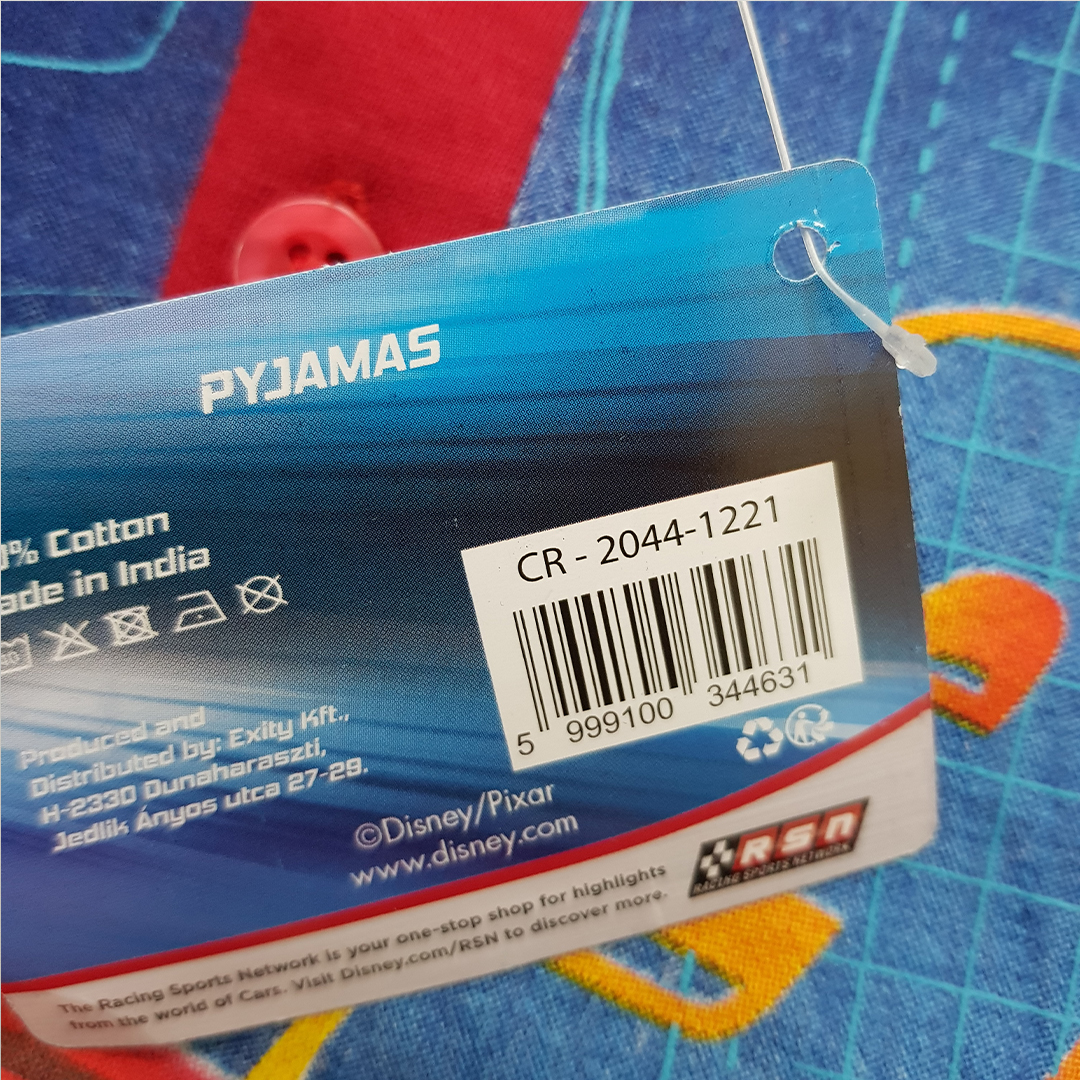 PYJAMAS
% Cotton
ade in India
CR - 2044-1221
5 999100 344631
Produced and
Distributed by: Exity Kft.,
H-2330 Dunaharaszti,
Jedlik Ányos utca 27-29.
©Disney/Pixar
www.disney.com
RSN
RACING SPORTS NETWORK
The Racing Sports Network is your one-stop shop for highlights
from the world of Cars. Visit Disney.com/RSN to discover more.